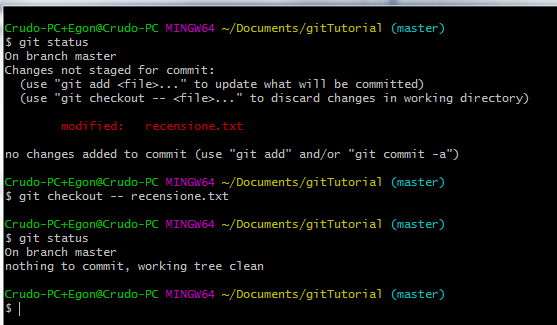 Crudo-PC+Egon@Crudo-PC MINGW64 ~/Documents/gitTutorial (master)
$ git status
On branch master
Changes not staged for commit:
  (use "git add <file>..." to update what will be committed)
  (use "git checkout -- <file>..." to discard changes in working directory)
        modified:   recensione.txt
no changes added to commit (use "git add" and/or "git commit -a")
Crudo-PC+Egon@Crudo-PC MINGW64 ~/Documents/gitTutorial (master)
$ git checkout -- recensione.txt
Crudo-PC+Egon@Crudo-PC MINGW64 ~/Documents/gitTutorial (master)
$ git status
On branch master
nothing to commit, working tree clean
Crudo-PC+Egon@Crudo-PC MINGW64 ~/Documents/gitTutorial (master)
$